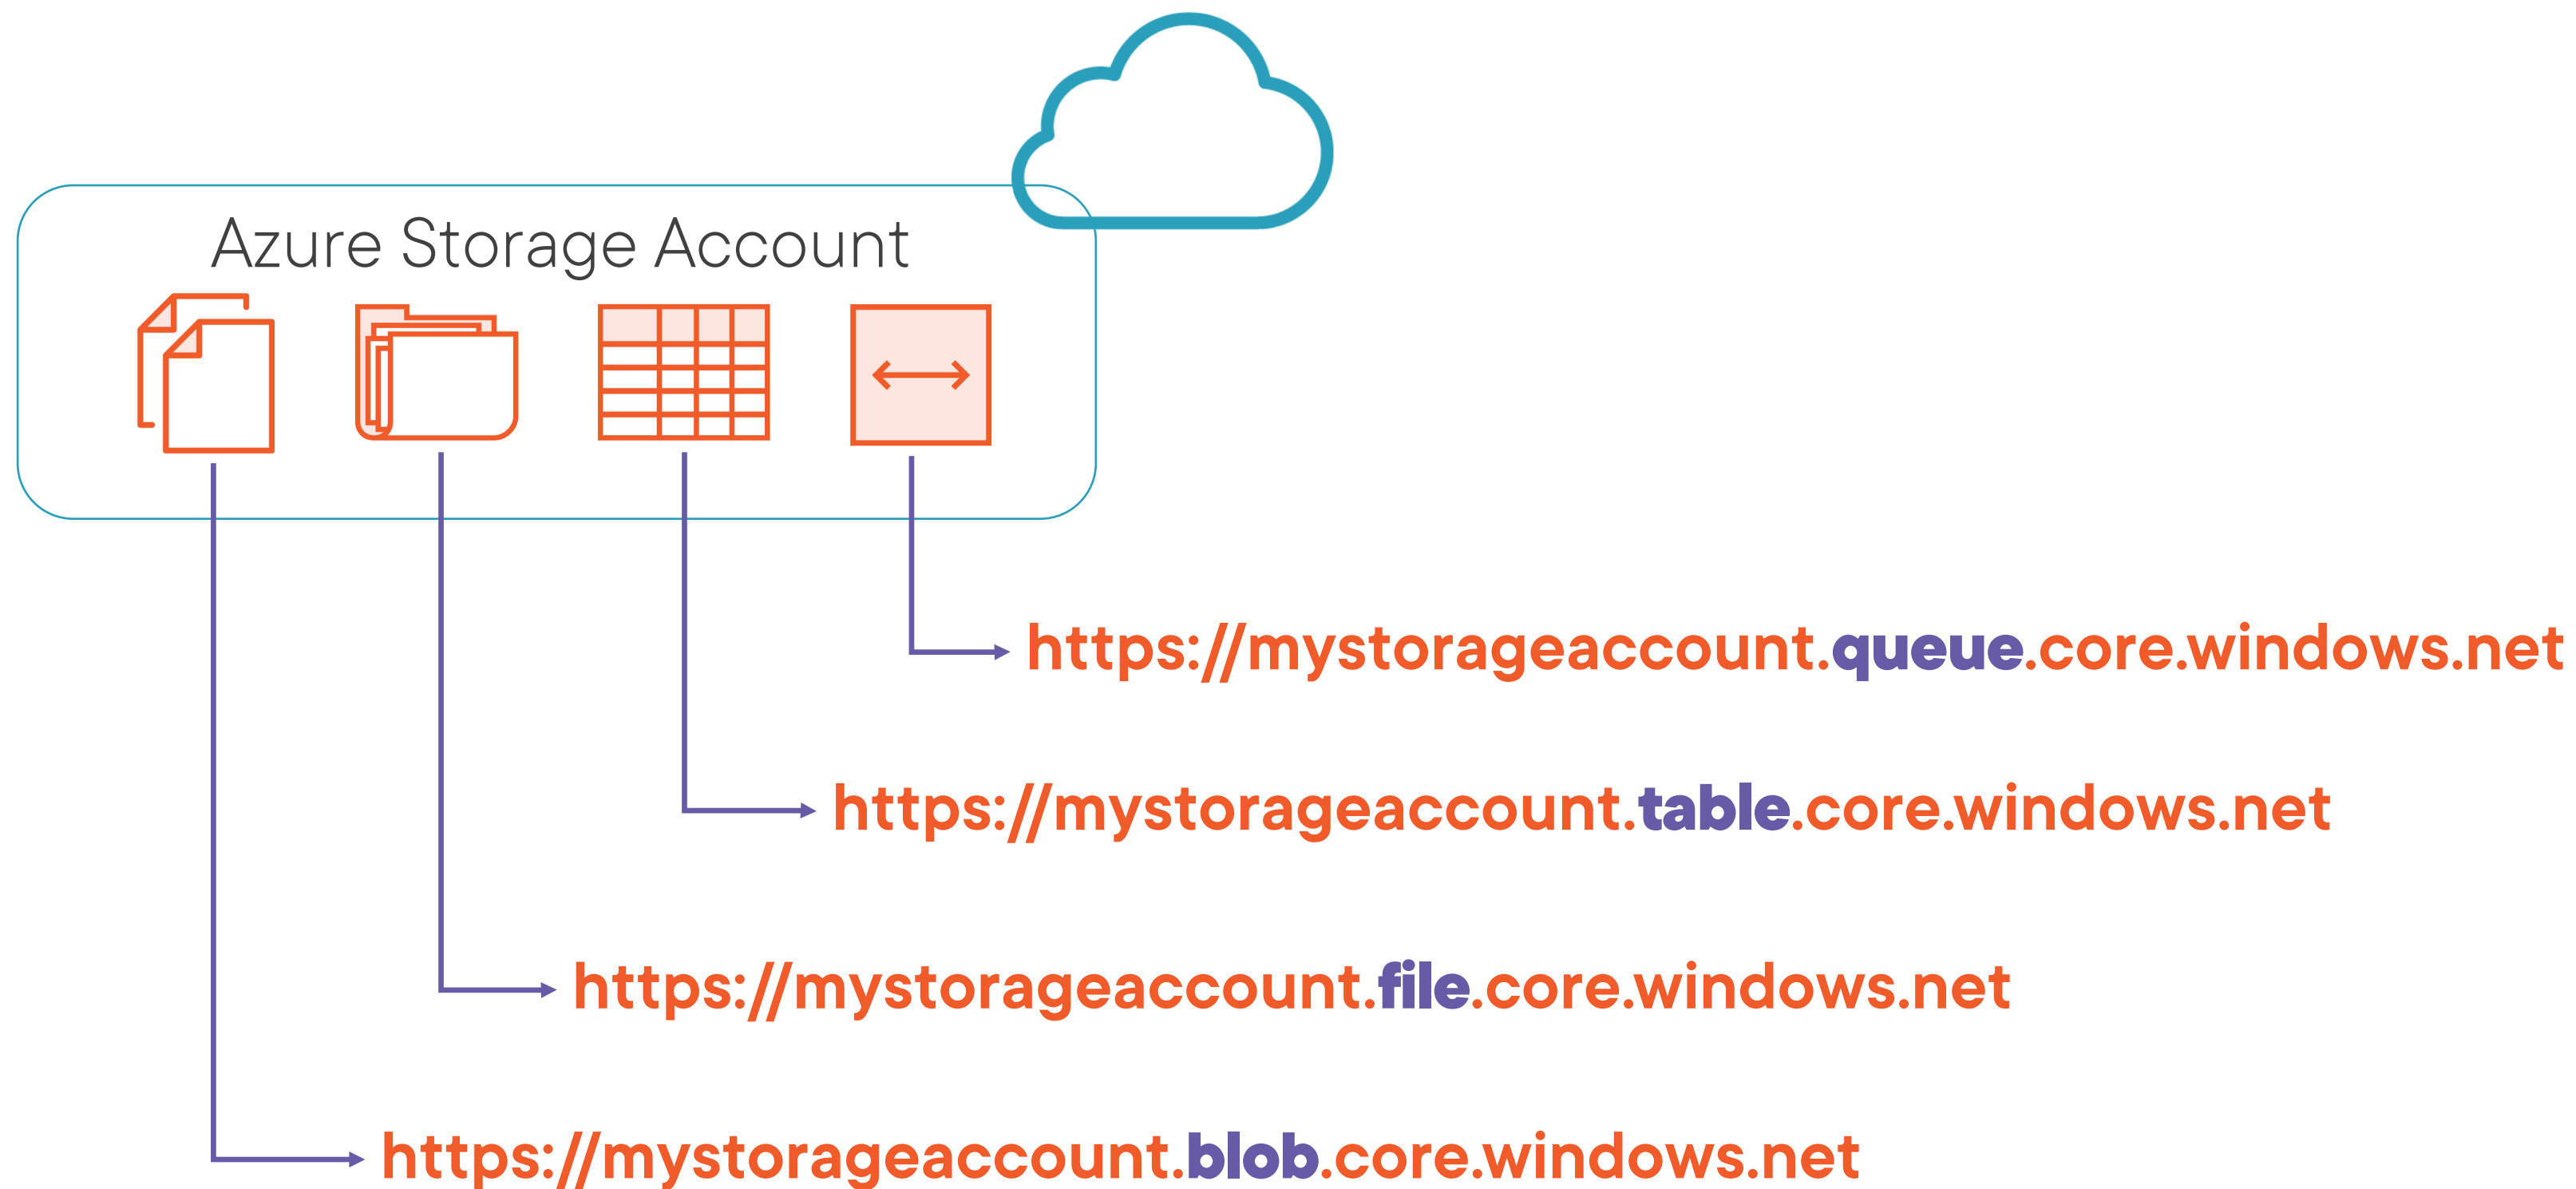 Azure Storage Account
https://mystorageaccount.queue.core.windows.net
https://mystorageaccount.table.core.windows.net
https://mystorageaccount.file.core.windows.net
https://mystorageaccount.blob.core.windows.net